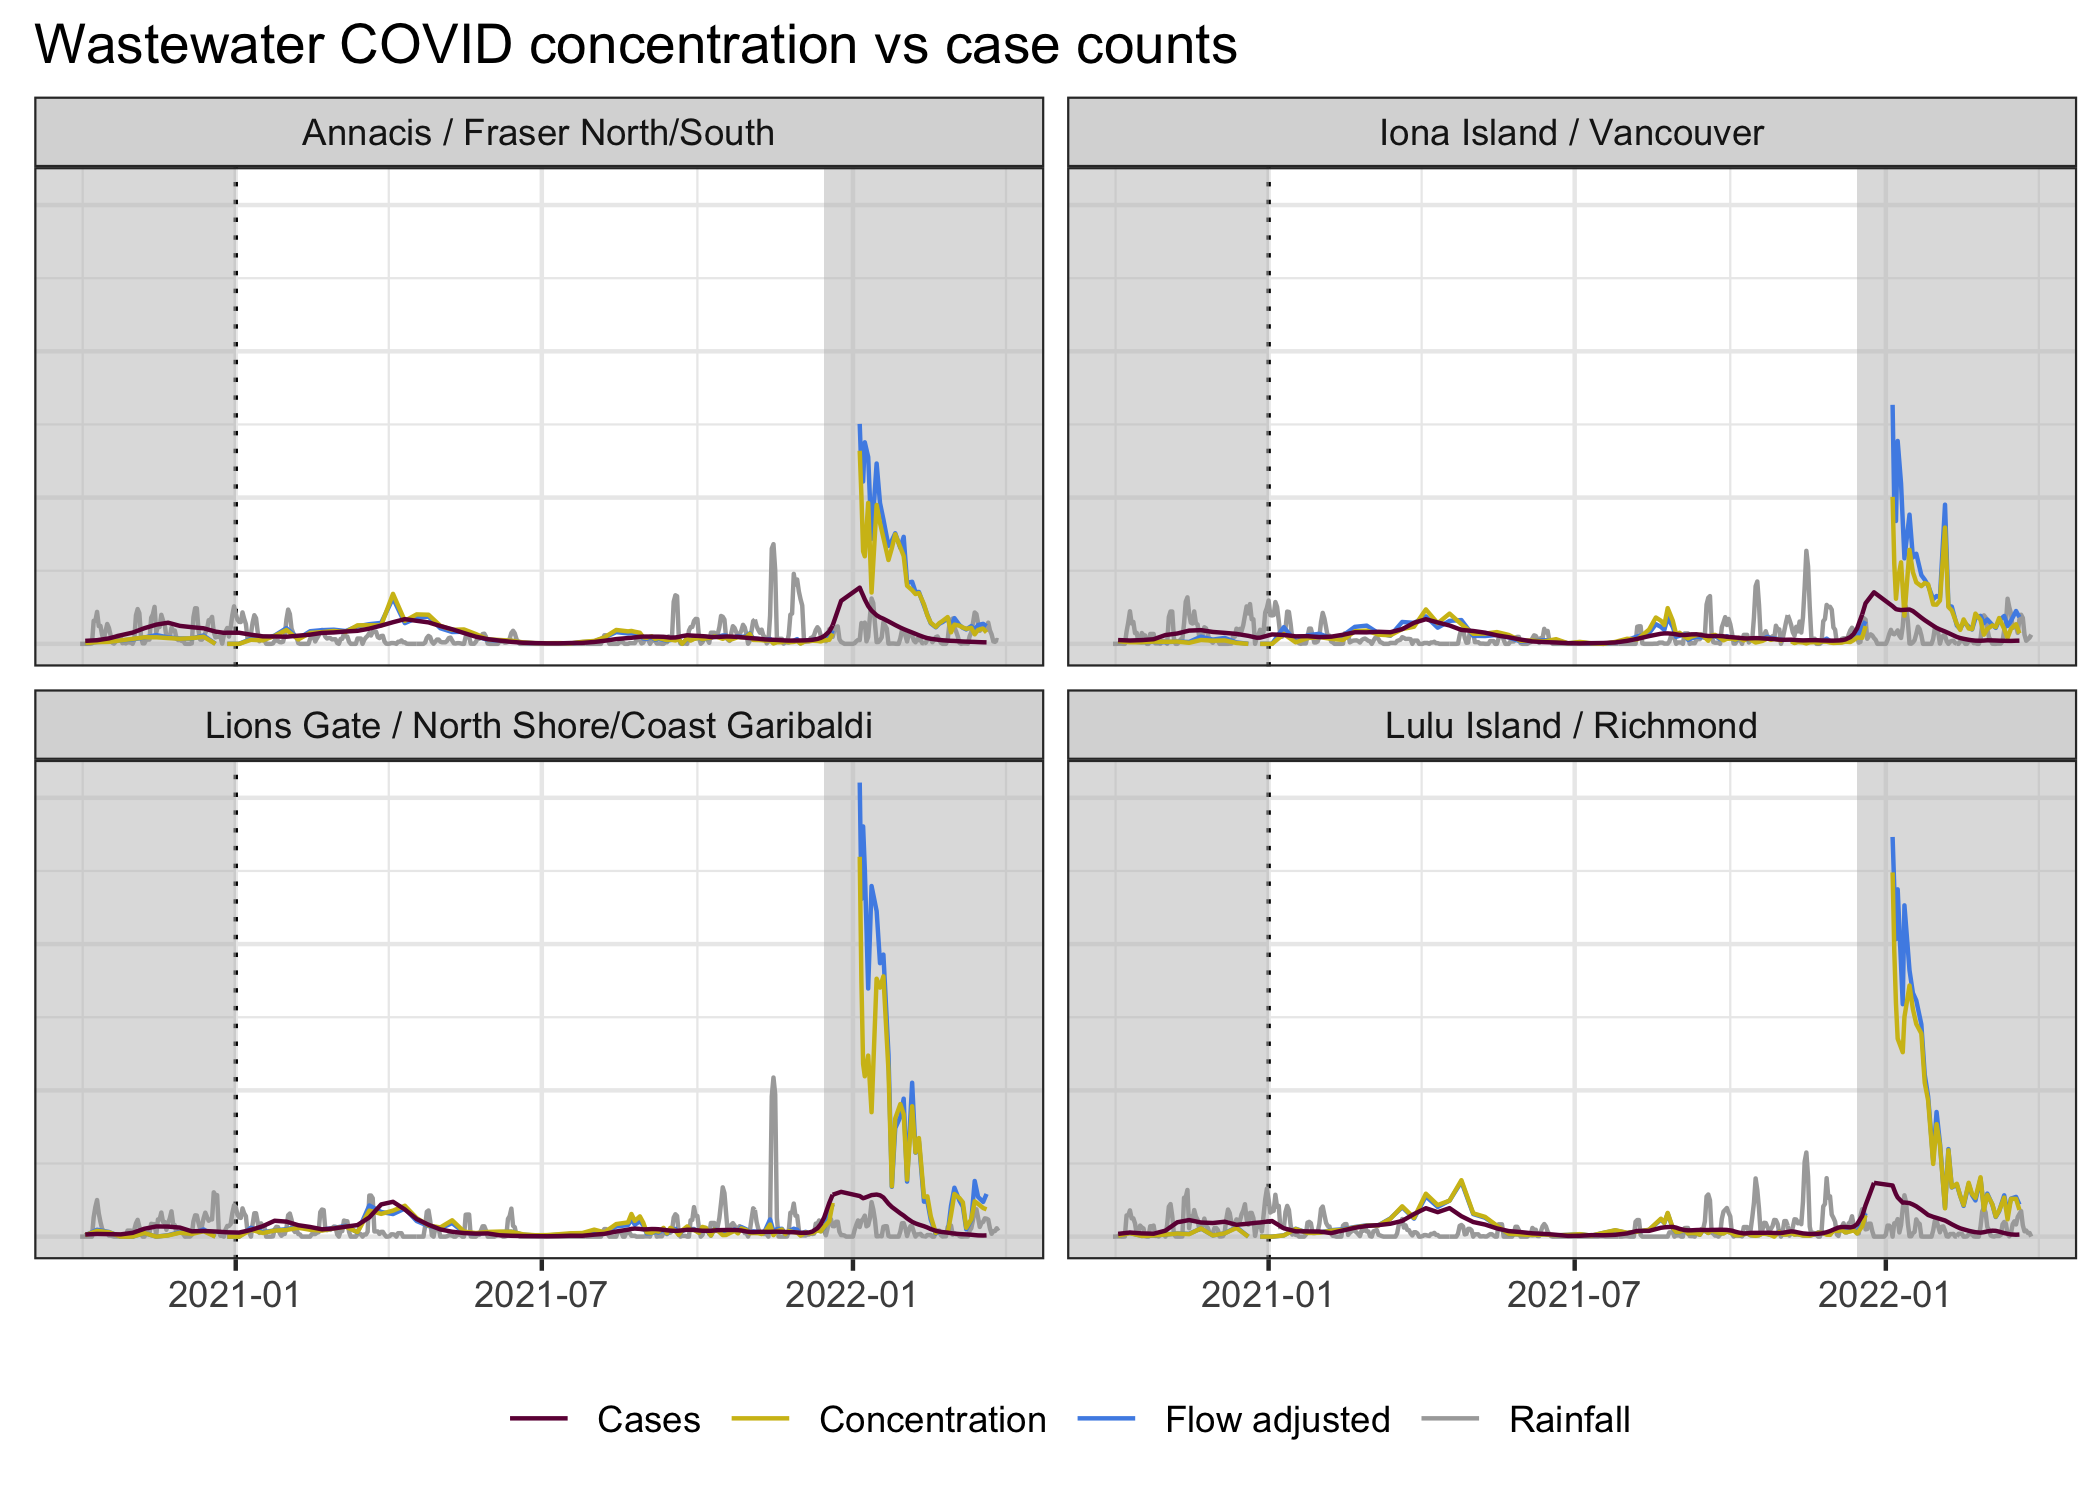 Wastewater COVID concentration vs case counts
Annacis / Fraser North/South
Iona Island / Vancouver
Lions Gate / North Shore/Coast Garibaldi
Lulu Island / Richmond
2021-01 2021-07 2022-01 2021-01 2021-07 2022-01
Cases Concentration Flow adjusted Rainfall